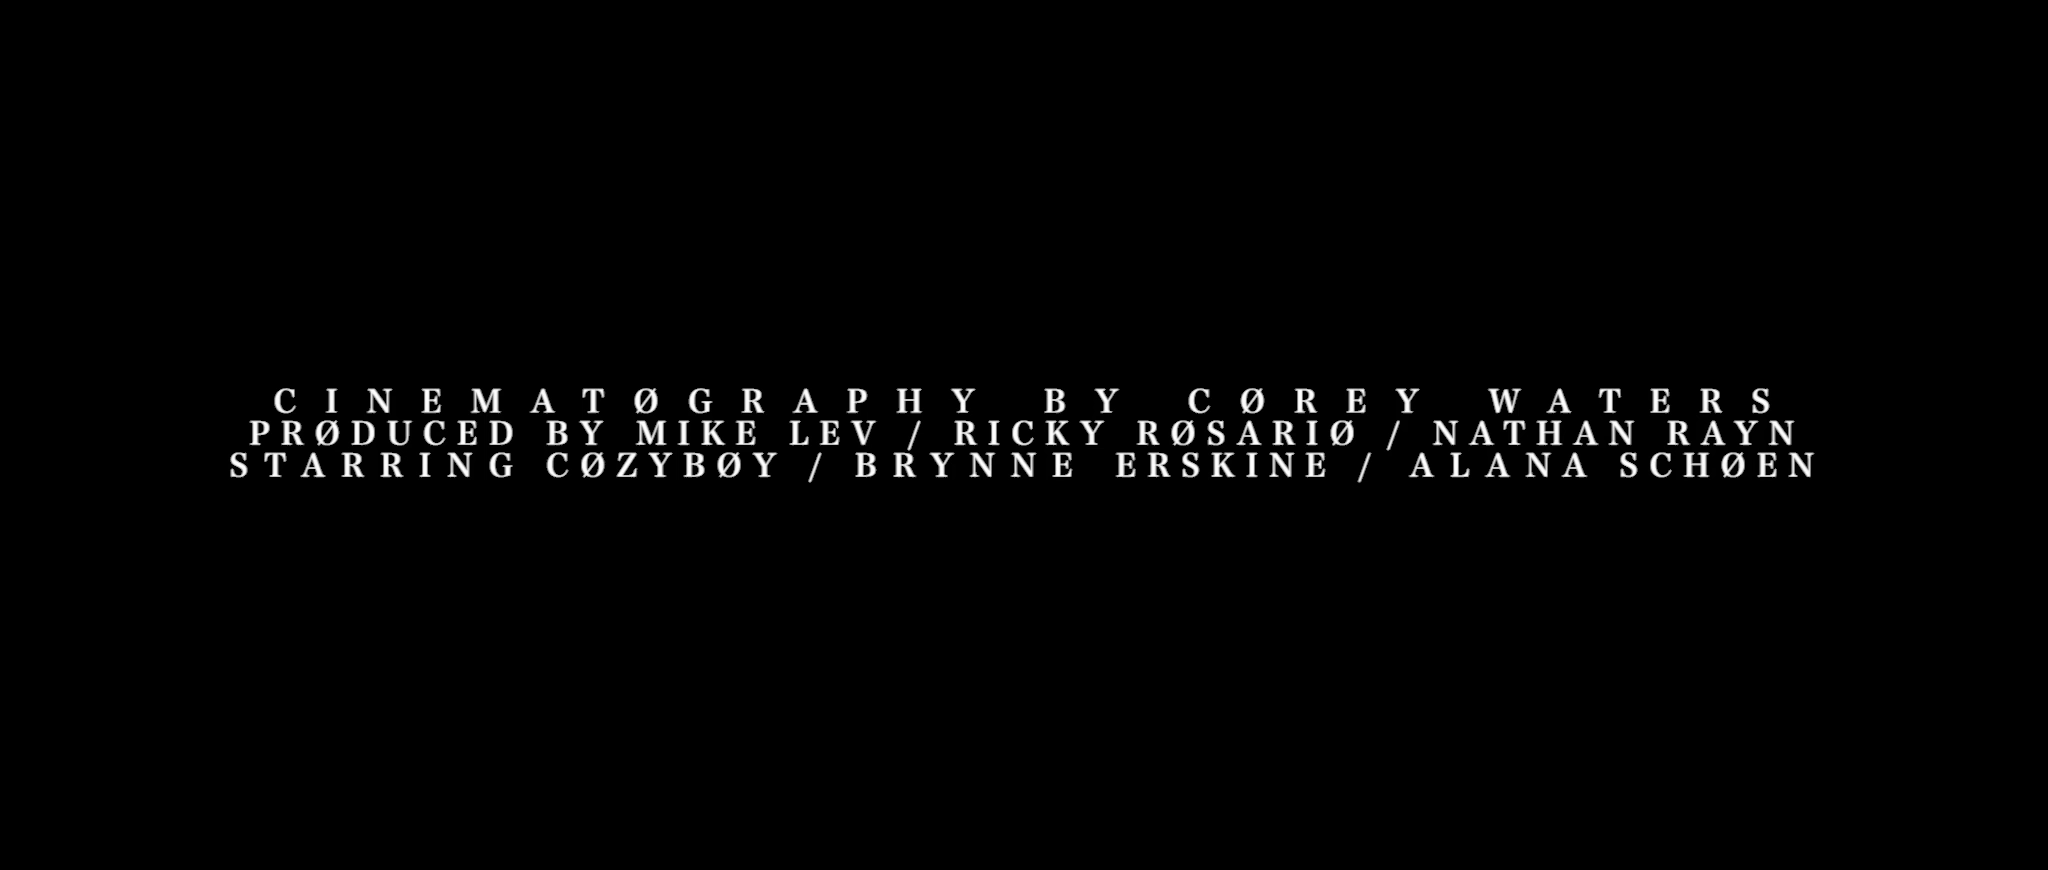 CINEMATØGRAPHY BY CØREY WATERS
PRØDUCED BY MIKE LEV / RICKY RØSARIØ / NATHAN RAYN
STARRING CØZYBØY / BRYNNE ERSKINE / ALANA SCHØEN